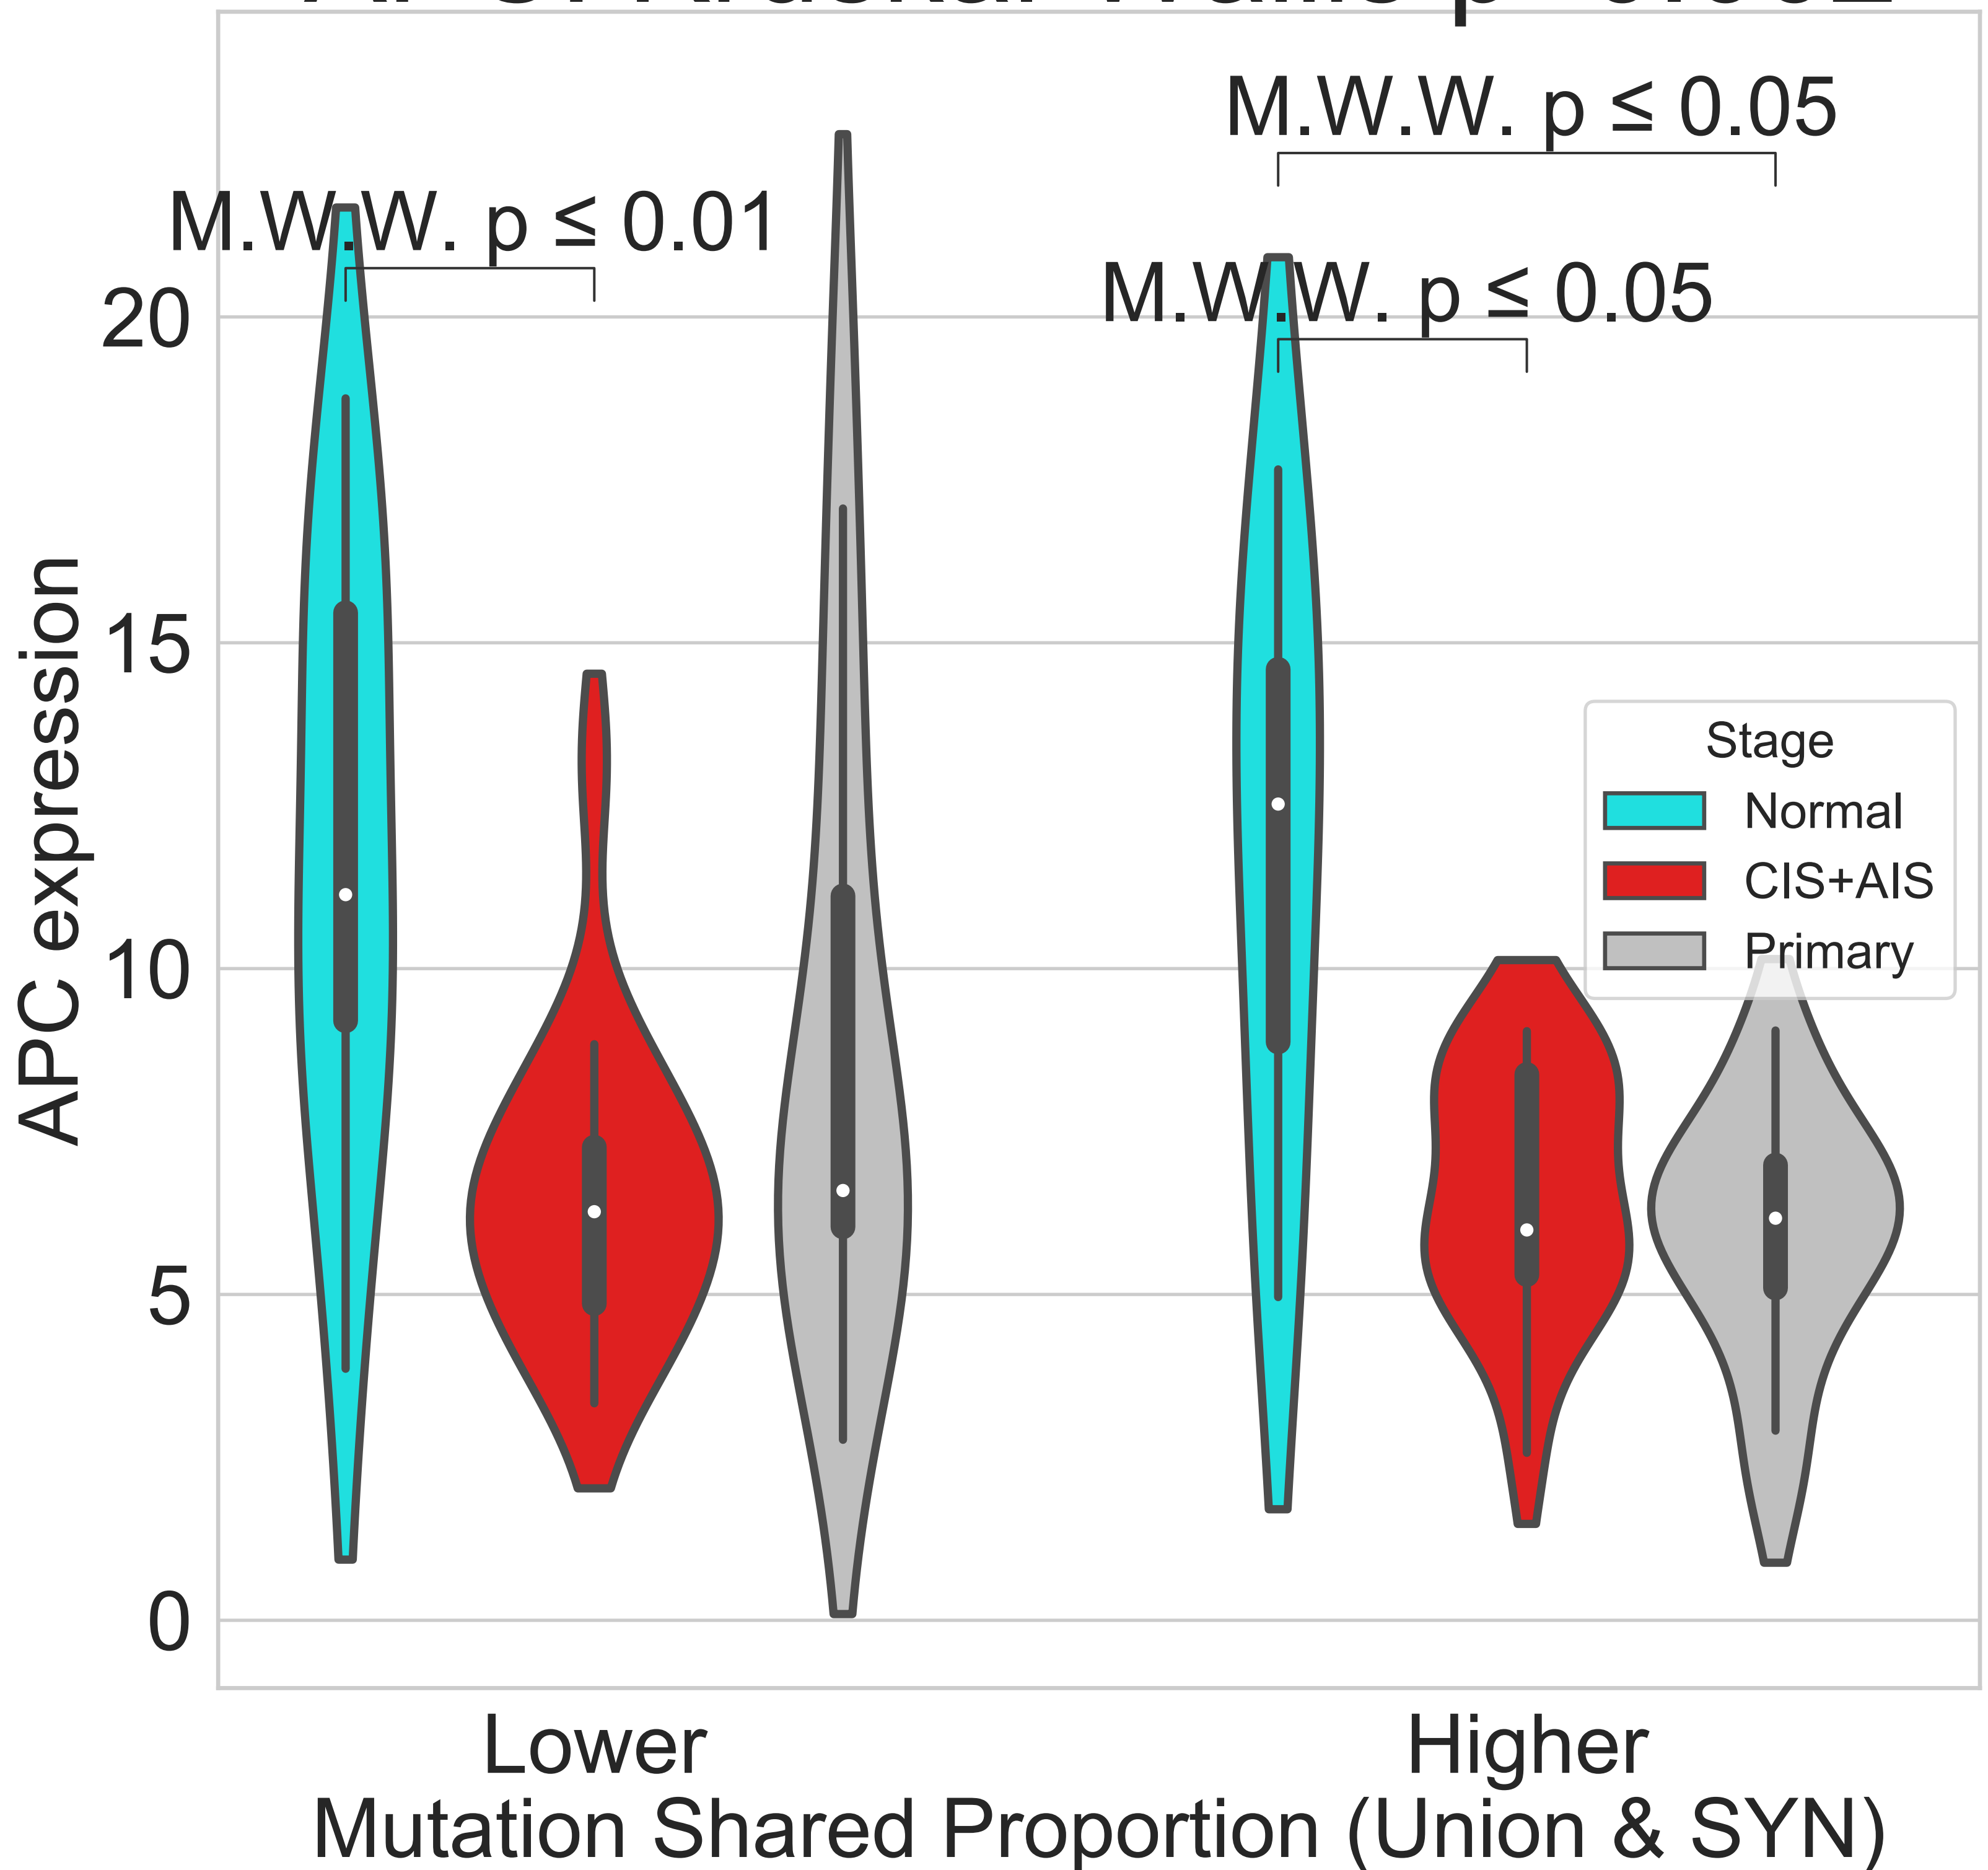 M.W.W. p ≤ 0.05
M.W.W. p ≤ 0.01
M.W.W. p ≤ 0.05
20
15
10
5
0
APC expression
Stage
Normal
CIS+AIS
Primary
Lower
Higher
Mutation Shared Proportion (Union & SYN)